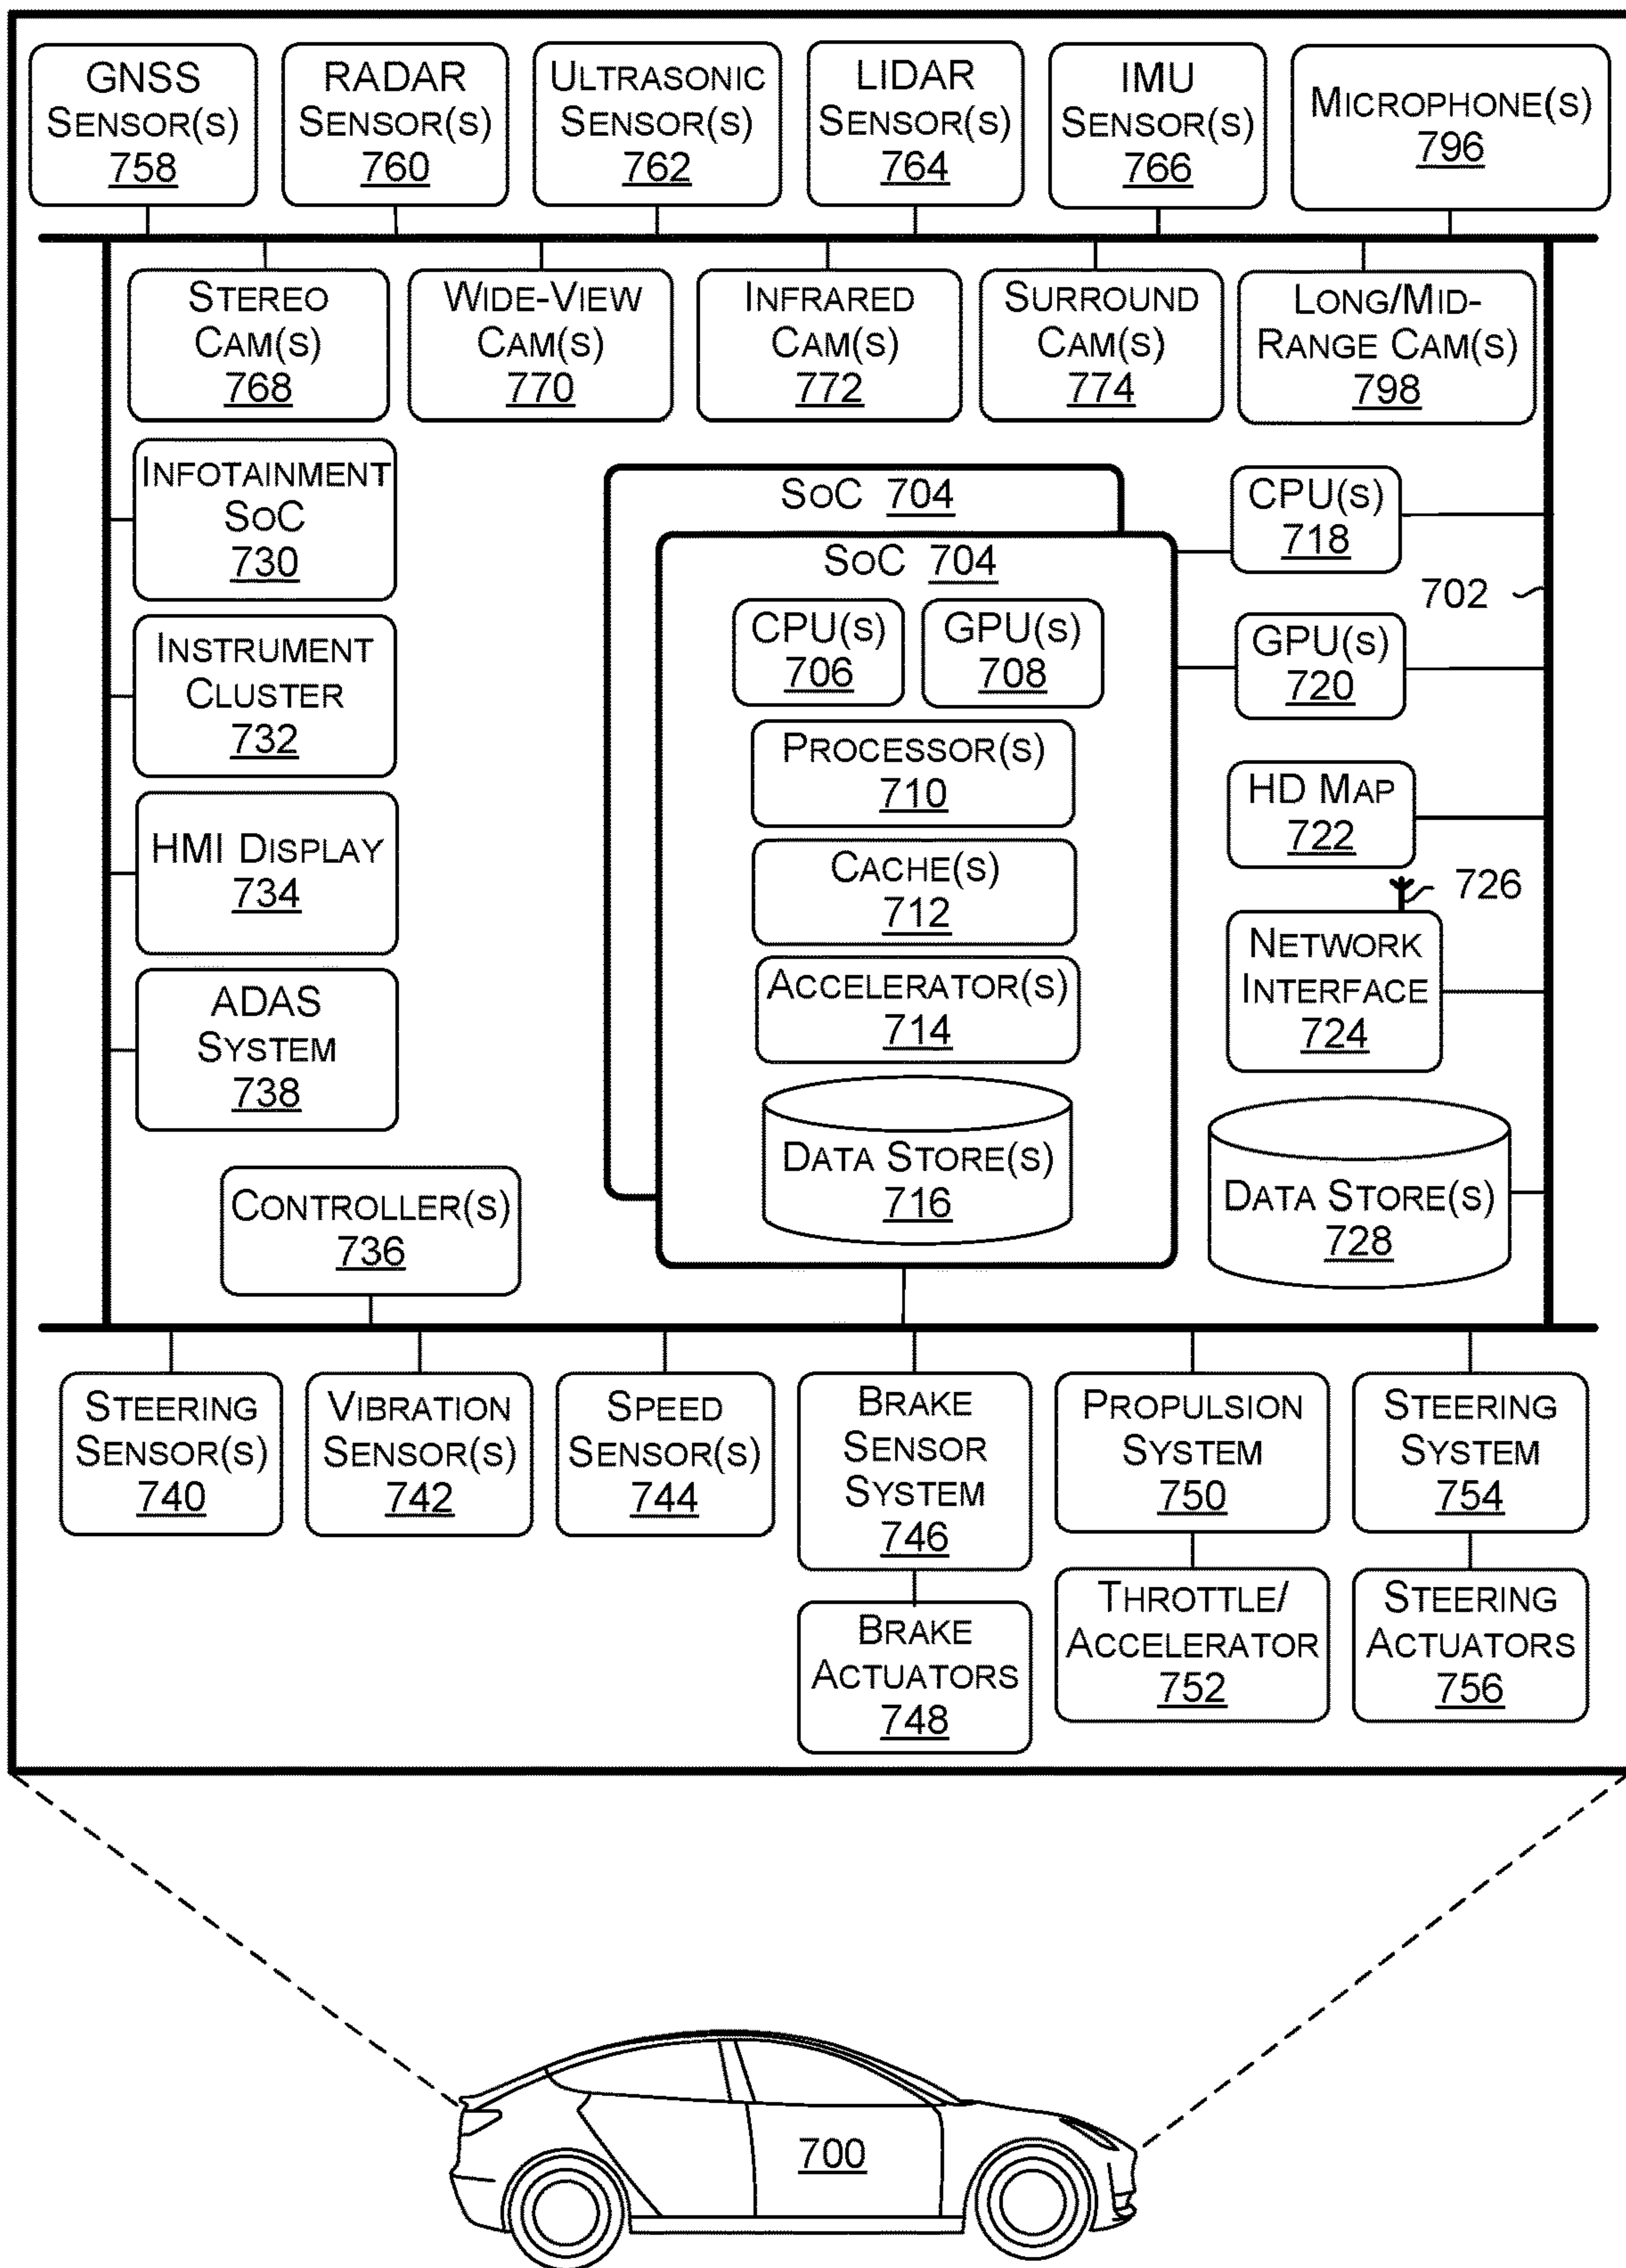 GNSS
SENSOR(S)
758
RADAR
SENSOR(S)
760
ULTRASONIC
SENSOR(S)
762
LIDAR
SENSOR(S)
764
IMU
SENSOR(S)
766
MICROPHONE(S)
796
STEREO
CAM(S)
768
WIDE-VIEW
CAM(S)
770
INFRARED
CAM(S)
772
SURROUND
CAM(S)
774
LONG/MID-
RANGE CAM(S)
798
INFOTAINMENT
SOC
730
INSTRUMENT
CLUSTER
732
HMI DISPLAY
734
ADAS
SYSTEM
738
CONTROLLER(S)
736
SOC 704
SOC 704
CPU(S)
706
GPU(S)
708
PROCESSOR(S)
710
CACHE(S)
712
ACCELERATOR(S)
714
DATA STORE(S)
716
CPU(S)
718
702
GPU(S)
720
HD MAP
722
726
NETWORK
INTERFACE
724
DATA STORE(S)
728
STEERING
SENSOR(S)
740
VIBRATION
SENSOR(S)
742
SPEED
SENSOR(S)
744
BRAKE
SENSOR
SYSTEM
746
BRAKE
ACTUATORS
748
PROPULSION
SYSTEM
750
THROTTLE/
ACCELERATOR
752
STEERING
SYSTEM
754
STEERING
ACTUATORS
756
700